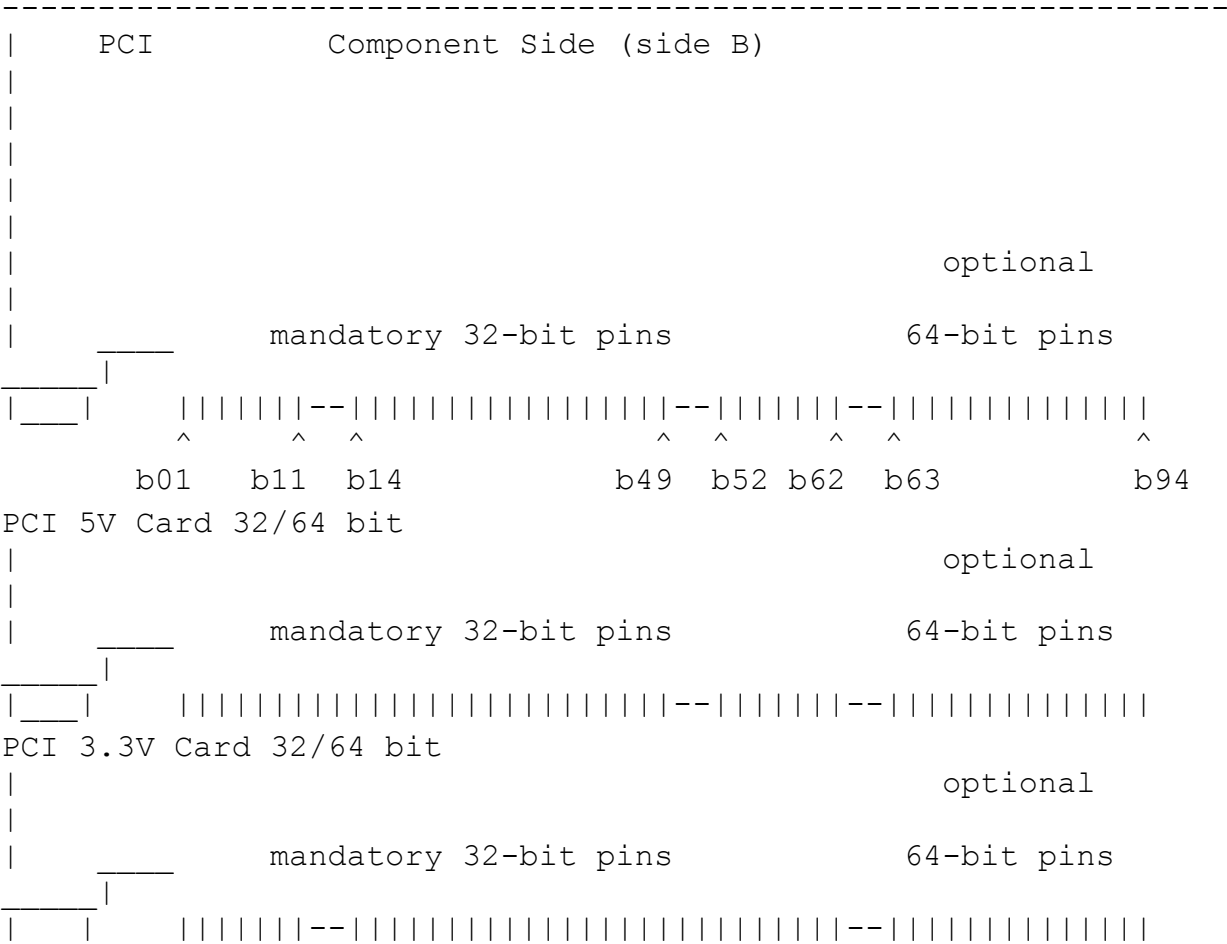 PCI Component Side (side B)
optional
mandatory 32-bit pins 64-bit pins
b01 b11 b14 b49 b52 b62 b63 b94
PCI 5V Card 32/64 bit
optional
mandatory 32-bit pins 64-bit pins
PCI 3.3V Card 32/64 bit
optional
mandatory 32-bit pins 64-bit pins